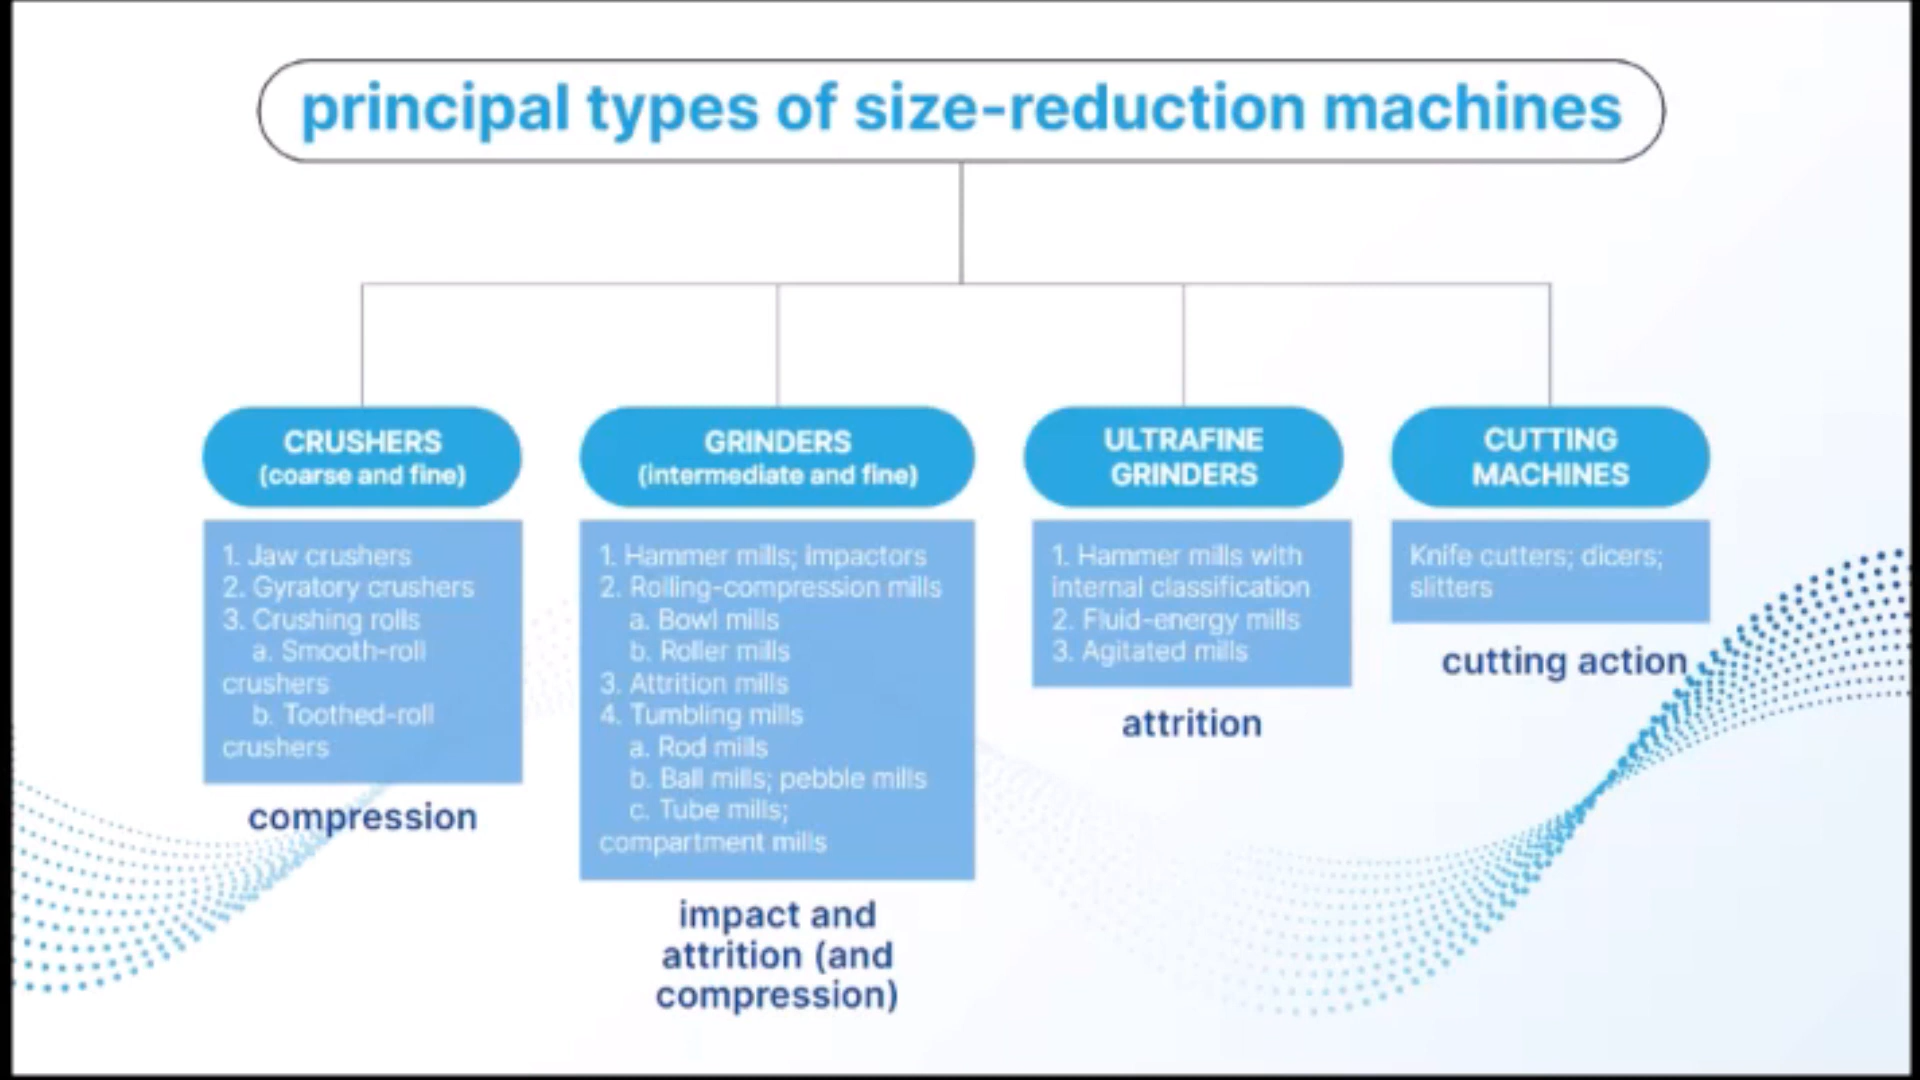 principal types of size-reduction machines
CRUSHERS
(coarse and fine)
1. Jaw crushers
2. Gyratory crushers
3. Crushing rolls
a. Smooth-roll
crushers
b. Toothed-roll
crushers
compression
GRINDERS
(intermediate and fine)
1. Hammer mills; impactors
2. Rolling-compression mills
a. Bowl mills
b. Roller mills
3. Attrition mills
4. Tumbling mills
a. Rod mills
b. Ball mills; pebble mills
c. Tube mills;
compartment mills
impact and
attrition (and
compression)
ULTRAFINE
GRINDERS
1. Hammer mills with
internal classification
2. Fluid-energy mills
3. Agitated mills
attrition
CUTTING
MACHINES
Knife cutters; dicers;
slitters
cutting action